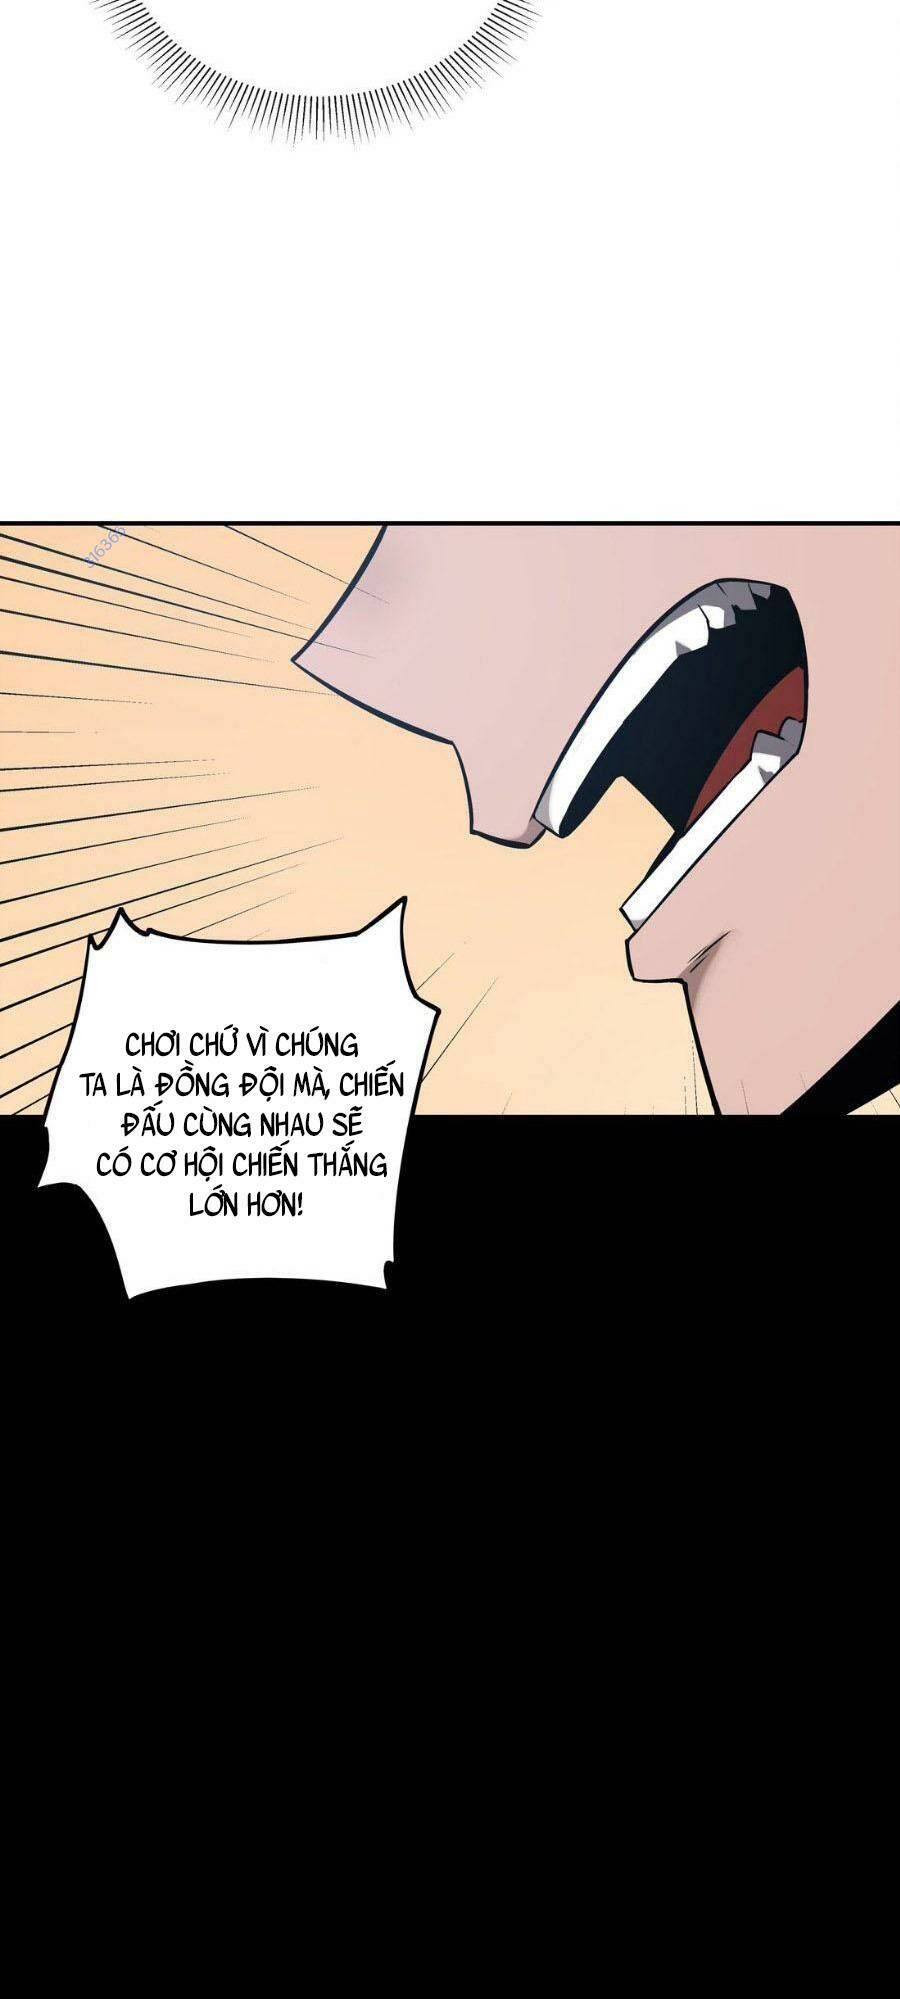 316365
CHƠI CHỨ VÌ CHÚNG
TA LÀ ĐỒNG ĐỘI MÀ, CHIẾN
ĐẤU CÙNG NHAU SẼ
CÓ CƠ HỘI CHIẾN THẮNG
LỚN HƠN!